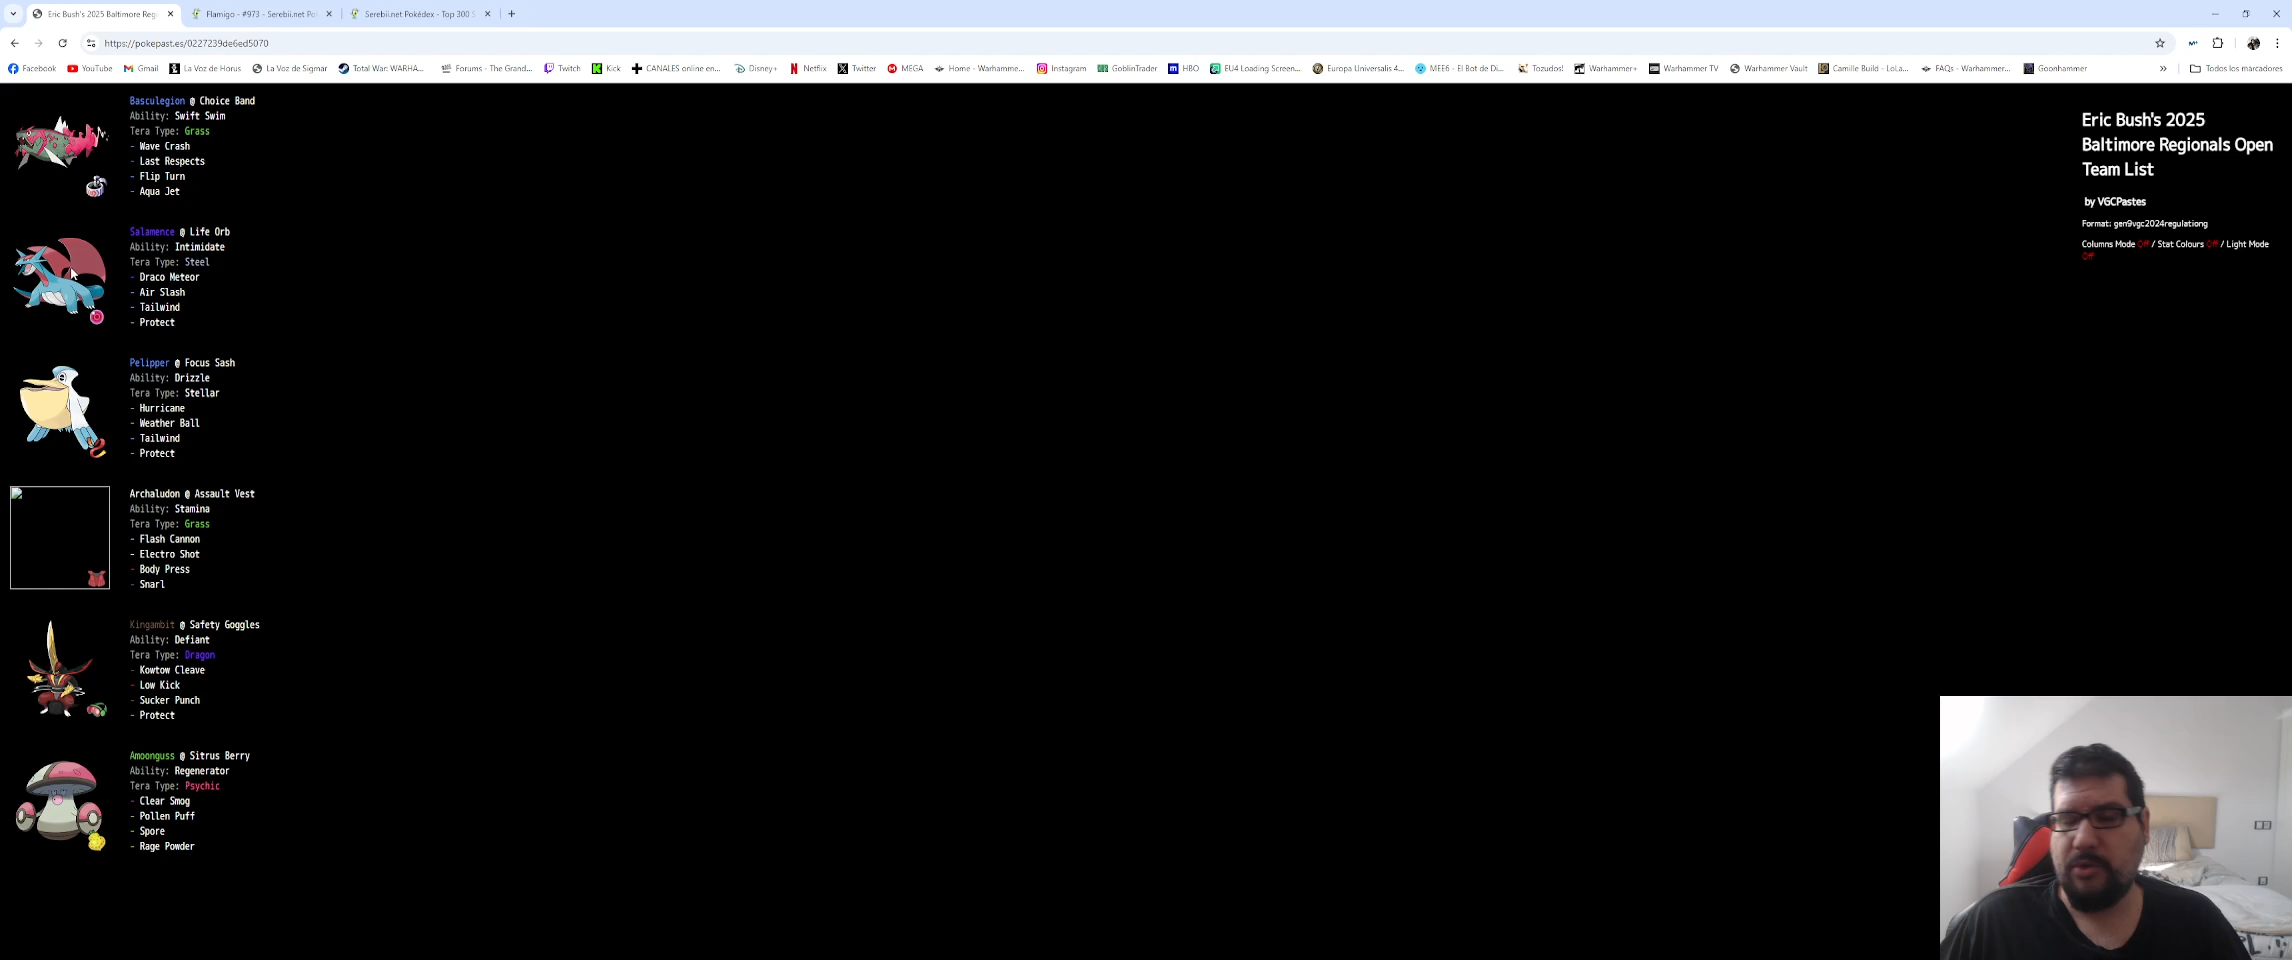 Eric Bush's 2025 Baltimore Reg
Flamigo - #973 - Serebii.net Po
Serebii.net Pokédex - Top 300 S
https://pokepast.es/0227239de6ed5070
Facebook YouTube Gmail La Voz de Horus La Voz de Sigmar Total War: WARHA... Forums - The Grand... Twitch Kick CANALES online en... Disney+ Netflix Twitter MEGA Home - Warhamme... Instagram GoblinTrader HBO EU4 Loading Screen... Europa Universalis 4... MEE6 - El Bot de Di... Tozudos! Warhammer+ Warhammer TV Warhammer Vault Camille Build - LoLa... FAQs - Warhammer... Goonhammer » Todos los marcadores
Basculegion @ Choice Band
Ability: Swift Swim
Tera Type: Grass
- Wave Crash
- Last Respects
- Flip Turn
- Aqua Jet
Salamence @ Life Orb
Ability: Intimidate
Tera Type: Steel
- Draco Meteor
- Air Slash
- Tailwind
- Protect
Pelipper @ Focus Sash
Ability: Drizzle
Tera Type: Stellar
- Hurricane
- Weather Ball
- Tailwind
- Protect
Archaludon @ Assault Vest
Ability: Stamina
Tera Type: Grass
- Flash Cannon
- Electro Shot
- Body Press
- Snarl
Kingambit @ Safety Goggles
Ability: Defiant
Tera Type: Dragon
- Kowtow Cleave
- Low Kick
- Sucker Punch
- Protect
Amoonguss @ Sitrus Berry
Ability: Regenerator
Tera Type: Psychic
- Clear Smog
- Pollen Puff
- Spore
- Rage Powder
Eric Bush's 2025
Baltimore Regionals Open
Team List
by VGCPastes
Format: gen9vgc2024regulationg
Columns Mode Off / Stat Colours Off / Light Mode
Off